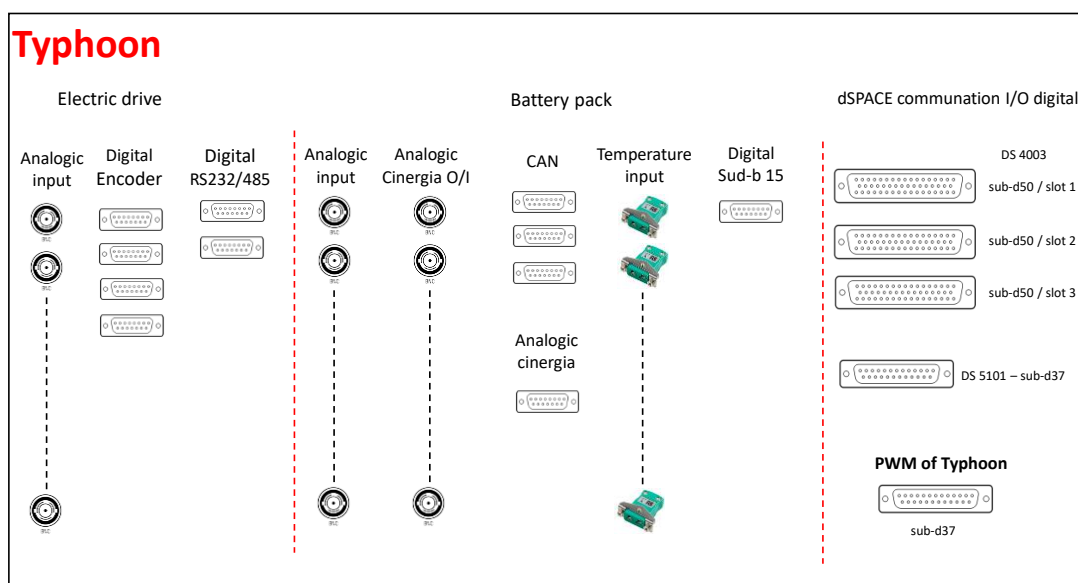 Typhoon
Electric drive
Battery pack
dSPACE communation I/O digital
Analogic
input
Digital
Encoder
Digital
RS232/485
Analogic
input
Analogic
Cinergia O/I
CAN
Temperature
input
Digital
Sud-b 15
DS 4003
sub-d50 / slot 1
sub-d50 / slot 2
sub-d50 / slot 3
Analogic
cinergia
DS 5101 – sub-d37
PWM of Typhoon
sub-d37